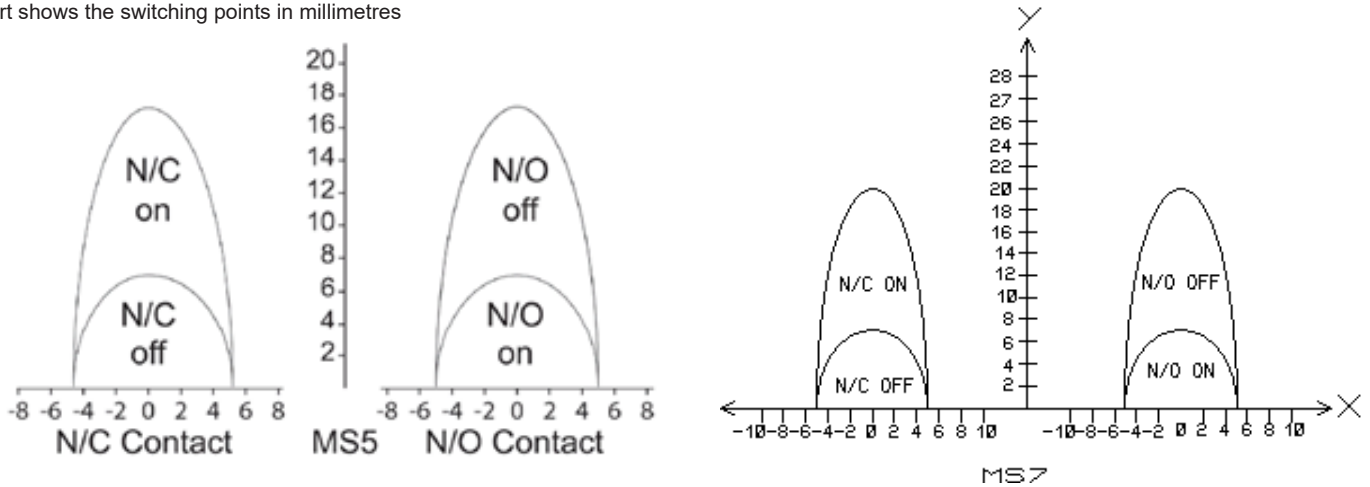 rt shows the switching points in millimetres
20
18
16
14
12
10
8
6
4
2
N/C
on
N/C
off
N/O
off
N/O
on
-8 -6 -4 -2 0 2 4 6 8
-8 -6 -4 -2 0 2 4 6 8
N/C Contact MS5 N/O Contact
Y
28
27
26
24
22
20
18
16
14
12
10
8
6
4
2
N/C ON
N/C OFF
N/O OFF
N/O ON
X
-10-8-6-4-2 0 2 4 6 8 10
-10-8-6-4-2 0 2 4 6 8 10
MS7